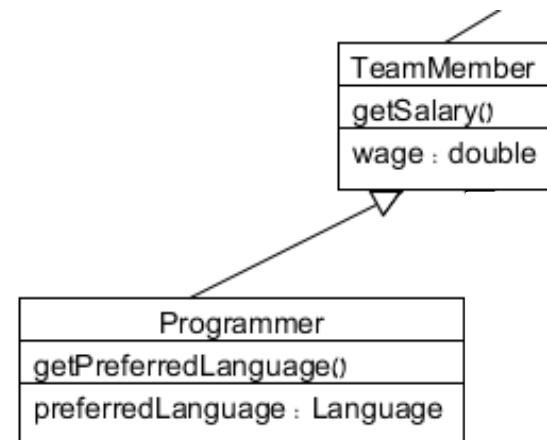 TeamMember
getSalary()
wage : double
Programmer
getPreferredLanguage()
preferredLanguage : Language